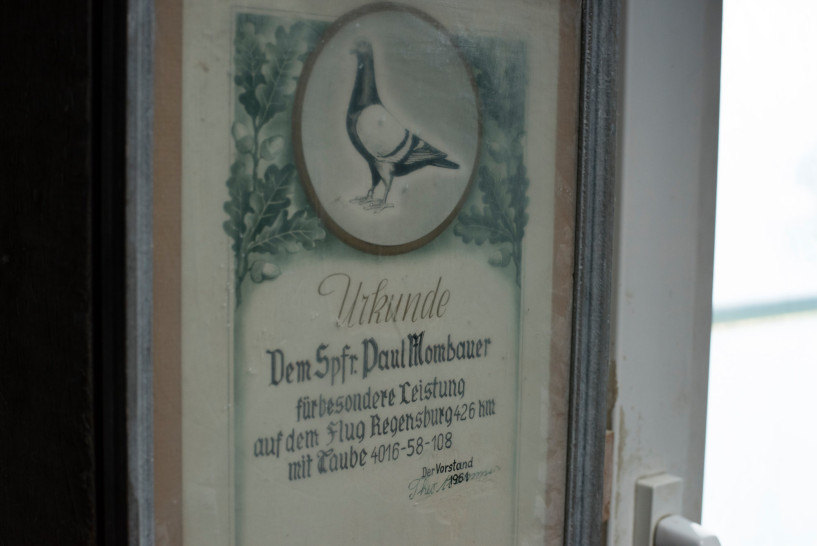 Urkunde
Dem Spfr. Paul Mombauer
für besondere Leistung
auf dem Flug Regensburg 426 km
mit Taube 4016-58-108
Der Vorstand
1961